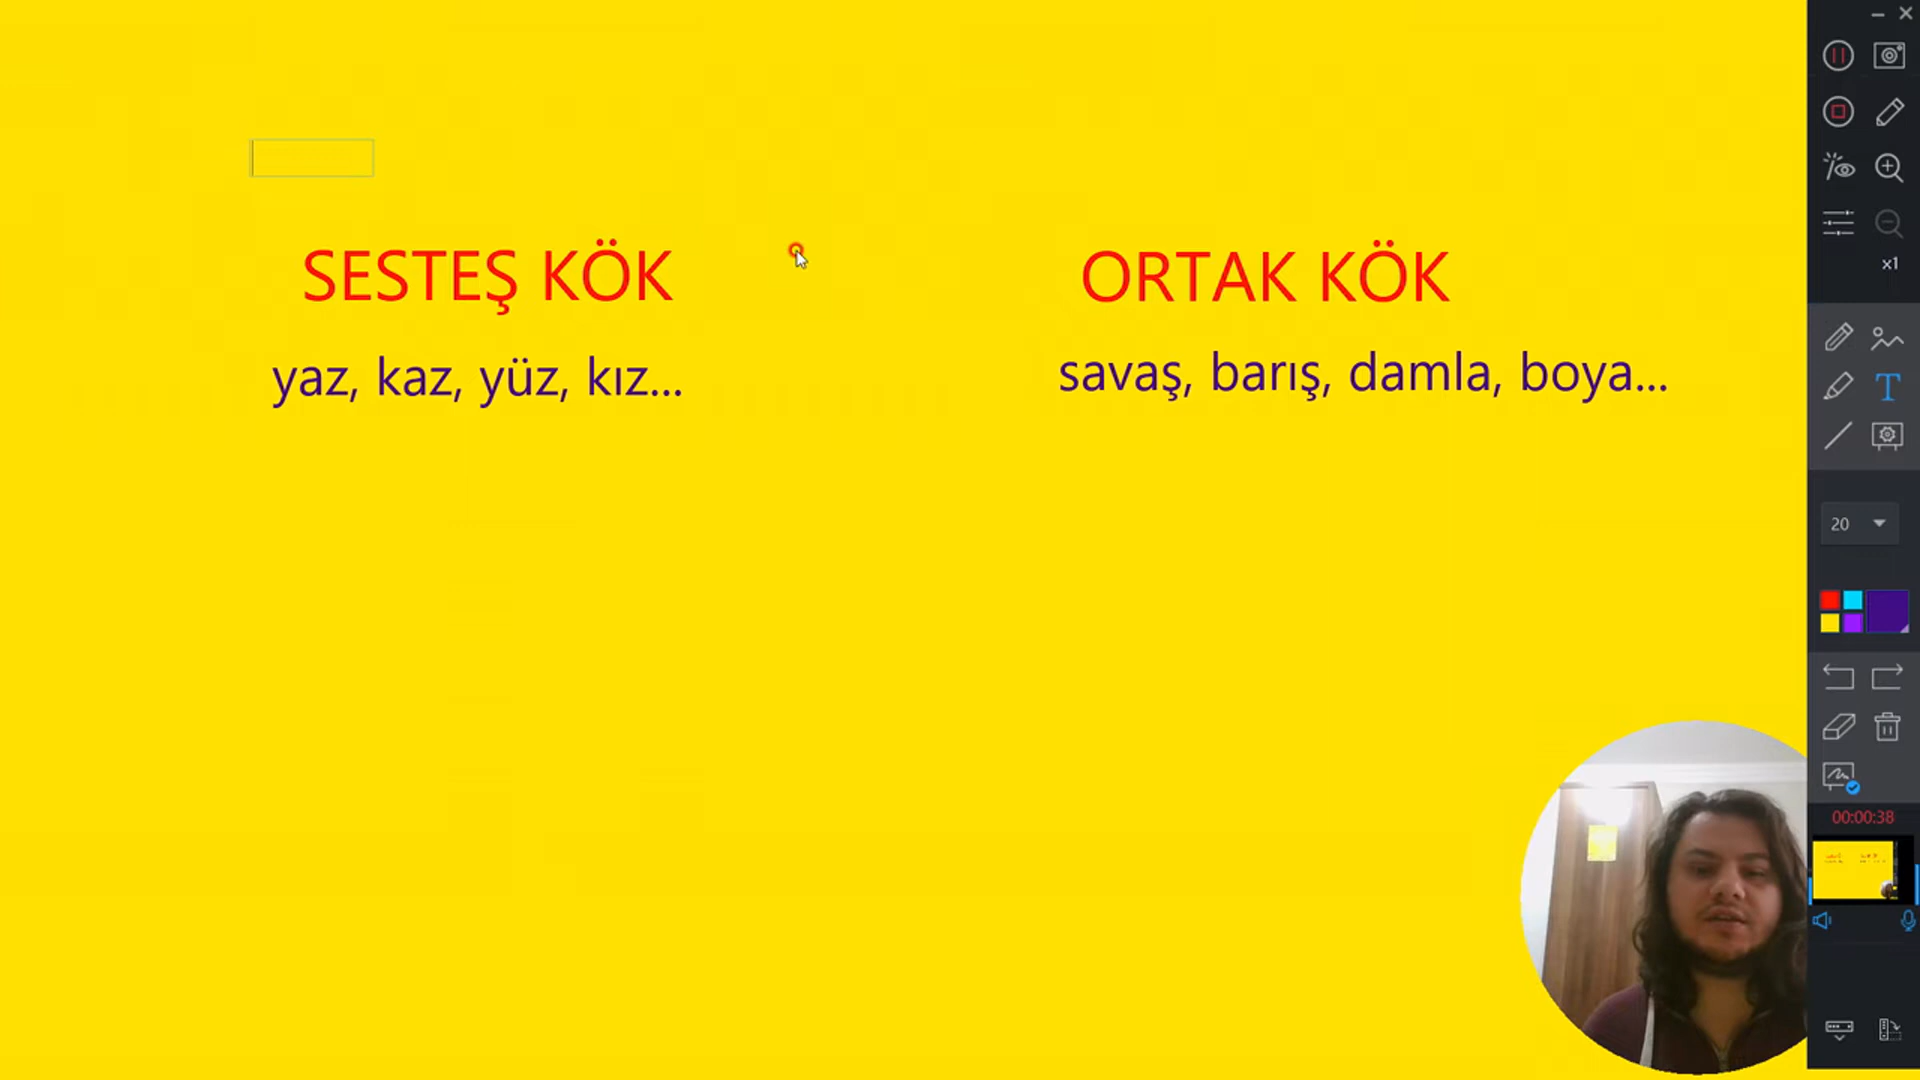 SESTEŞ KÖK
yaz, kaz, yüz, kız...
ORTAK KÖK
savaş, barış, damla, boya...
x1
T
20
00:00:38